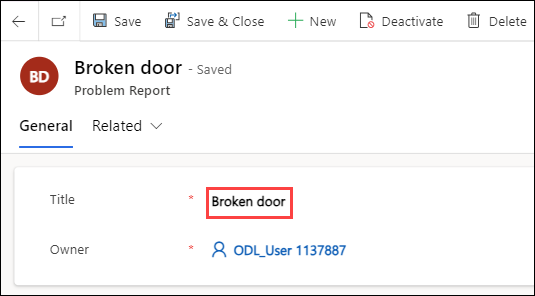 Save Save & Close New Deactivate Delete
BD Broken door - Saved
Problem Report
General Related
Title * Broken door
Owner * ODL_User 1137887